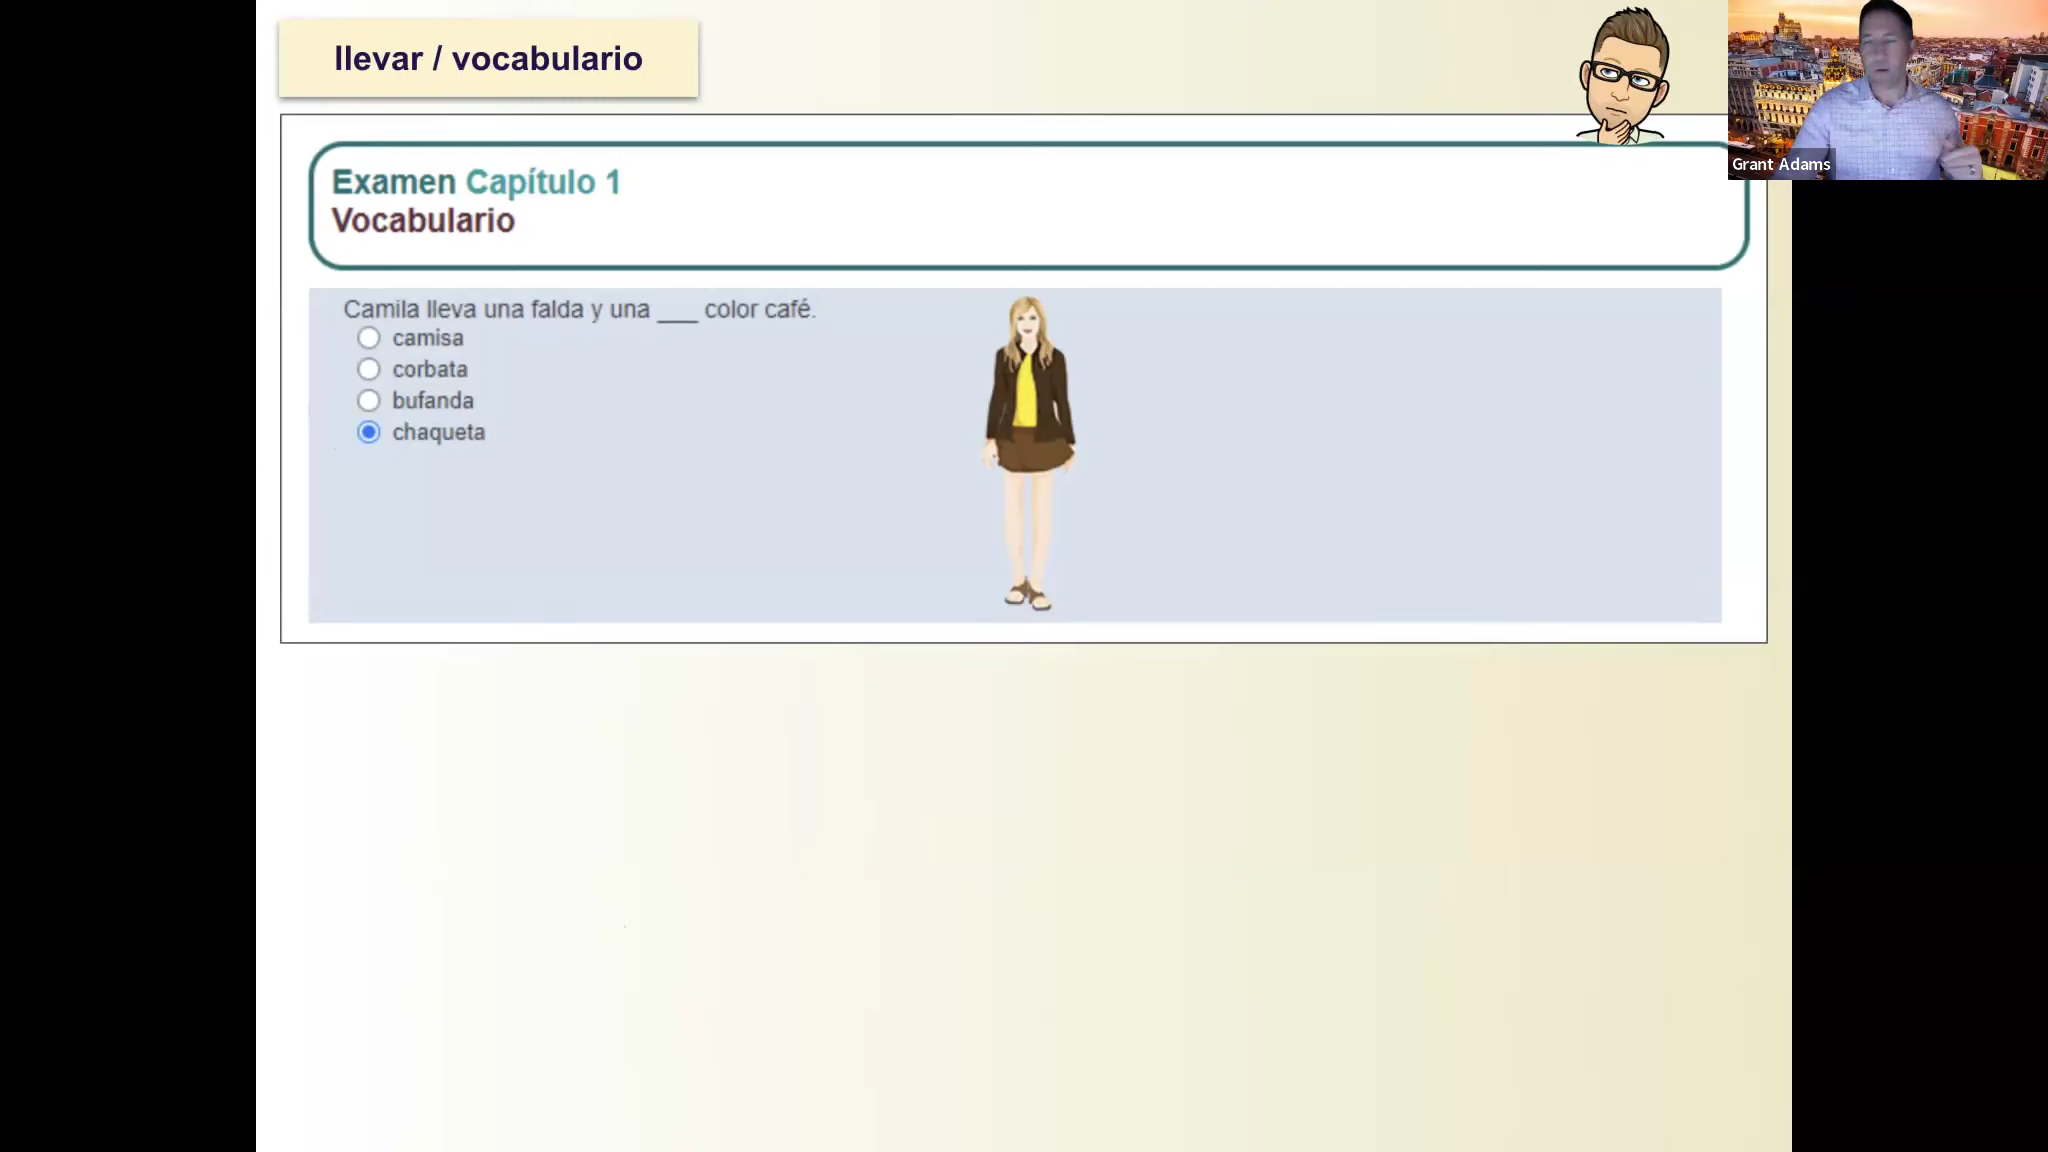 llevar / vocabulario
Grant Adams
Examen Capítulo 1
Vocabulario
Camila lleva una falda y una ___ color café.
camisa
corbata
bufanda
chaqueta